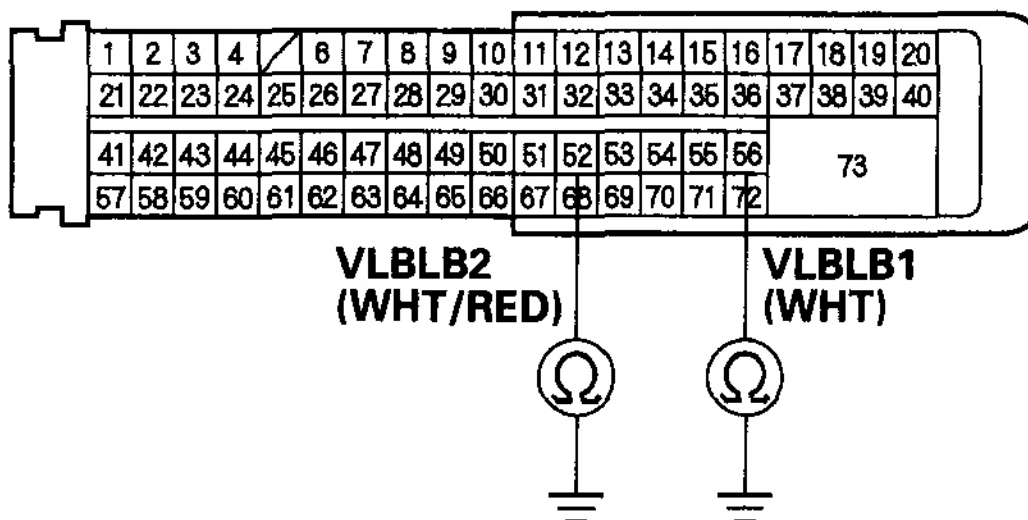 1 2 3 4 6 7 8 9 10 11 12 13 14 15 16 17 18 19 20
21 22 23 24 25 26 27 28 29 30 31 32 33 34 35 36 37 38 39 40
41 42 43 44 45 46 47 48 49 50 51 52 53 54 55 56 73
57 58 59 60 61 62 63 64 65 66 67 68 69 70 71 72
VLBLB2 VLBLB1
(WHT/RED) (WHT)
Ω Ω